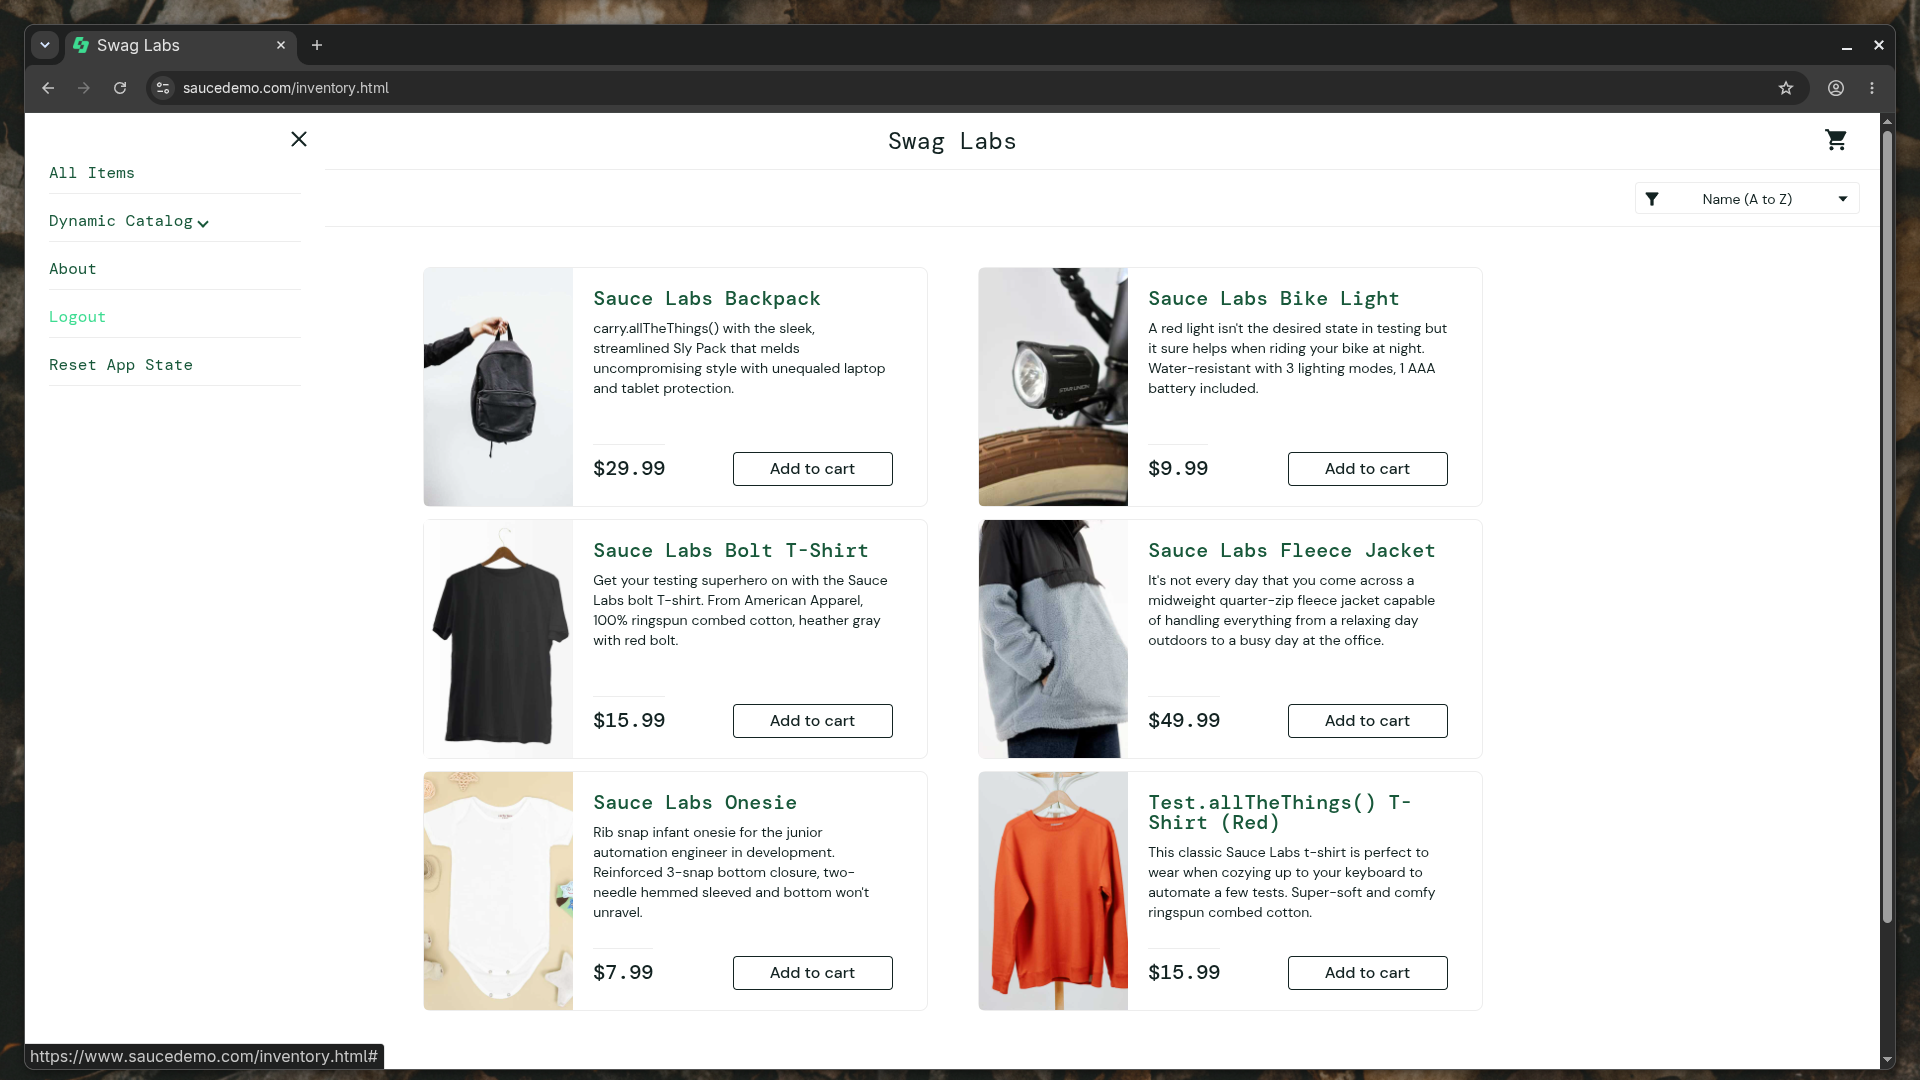 Swag Labs
saucedemo.com/inventory.html
All Items
Dynamic Catalog
About
Logout
Reset App State
Swag Labs
Name (A to Z)
Sauce Labs Backpack
carry.allTheThings() with the sleek,
streamlined Sly Pack that melds
uncompromising style with unequaled laptop
and tablet protection.
$29.99
Add to cart
Sauce Labs Bike Light
A red light isn't the desired state in testing but
it sure helps when riding your bike at night.
Water-resistant with 3 lighting modes, 1 AAA
battery included.
$9.99
Add to cart
Sauce Labs Bolt T-Shirt
Get your testing superhero on with the Sauce
Labs bolt T-shirt. From American Apparel,
100% ringspun combed cotton, heather gray
with red bolt.
$15.99
Add to cart
Sauce Labs Fleece Jacket
It's not every day that you come across a
midweight quarter-zip fleece jacket capable
of handling everything from a relaxing day
outdoors to a busy day at the office.
$49.99
Add to cart
Sauce Labs Onesie
Rib snap infant onesie for the junior
automation engineer in development.
Reinforced 3-snap bottom closure, two-
needle hemmed sleeved and bottom won't
unravel.
$7.99
Add to cart
Test.allTheThings() T-
Shirt (Red)
This classic Sauce Labs t-shirt is perfect to
wear when cozying up to your keyboard to
automate a few tests. Super-soft and comfy
ringspun combed cotton.
$15.99
Add to cart
https://www.saucedemo.com/inventory.html#